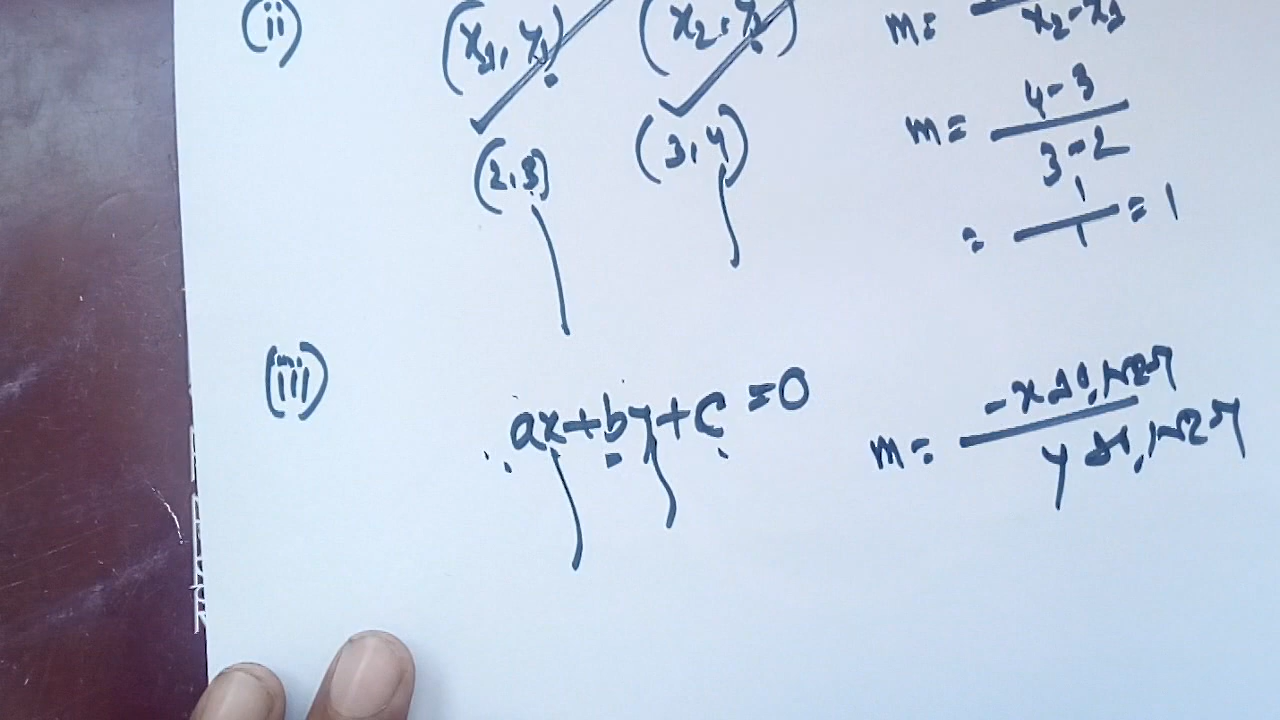 (ii) (x1, y1) (x2, y2) m = x2-x1
(2,3) (3,4) m = 4-3 / 3-2
= 1/1 = 1
(iii) ax+by+c=0 m = -x / y